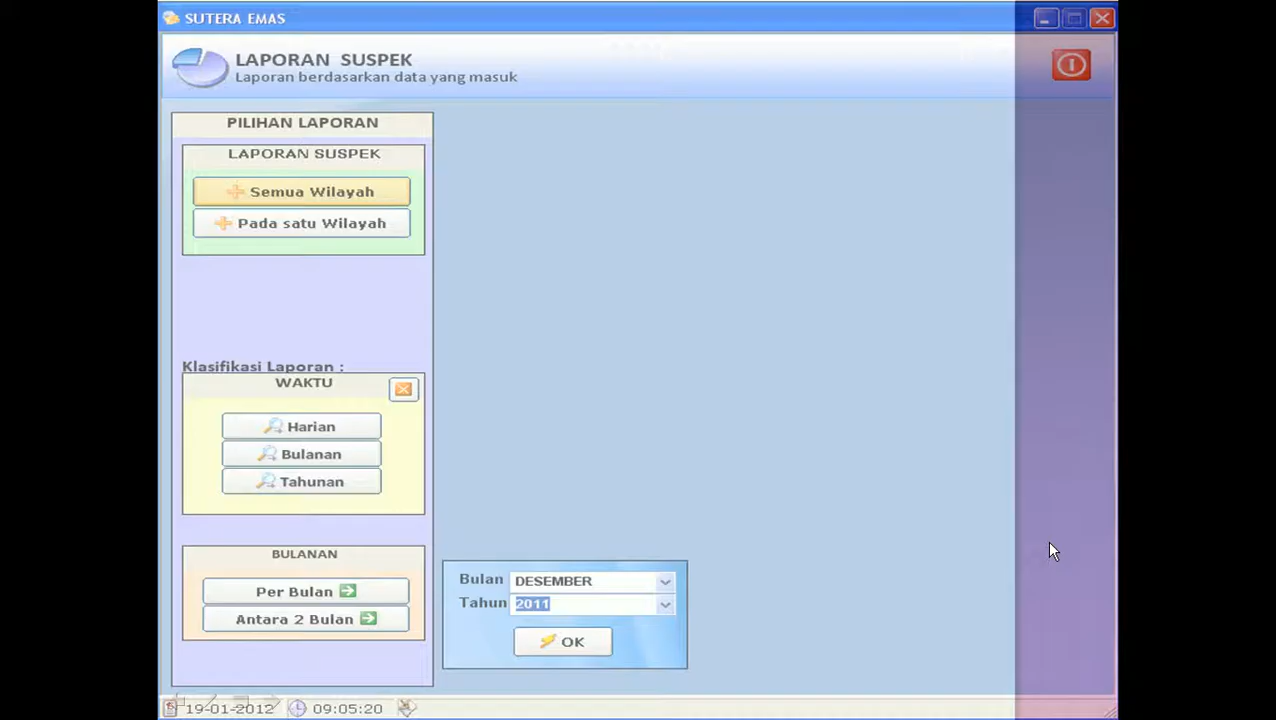 SUTERA EMAS
LAPORAN SUSPEK
Laporan berdasarkan data yang masuk
PILIHAN LAPORAN
LAPORAN SUSPEK
Semua Wilayah
Pada satu Wilayah
Klasifikasi Laporan :
WAKTU
Harian
Bulanan
Tahunan
BULANAN
Per Bulan
Antara 2 Bulan
Bulan DESEMBER
Tahun 2011
OK
19-01-2012 09:05:20